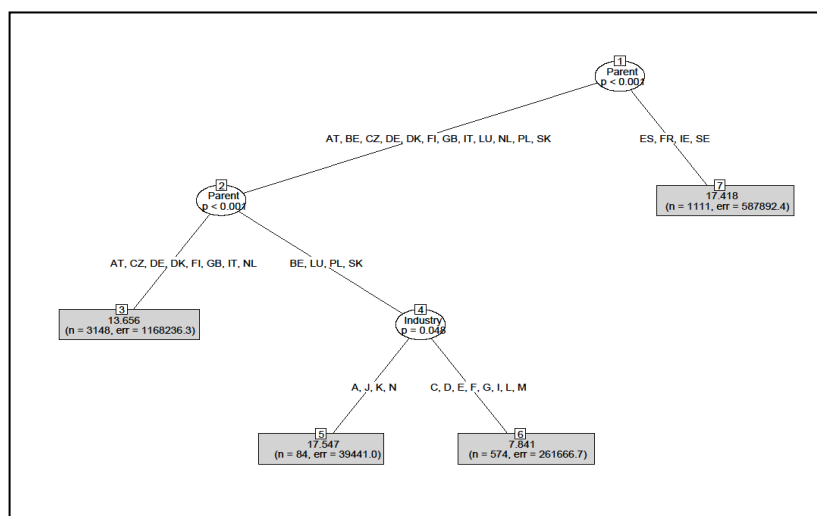 1
Parent
p < 0.001
AT, BE, CZ, DE, DK, FI, GB, IT, LU, NL, PL, SK
ES, FR, IE, SE
2
Parent
p < 0.001
7
17.418
(n = 1111, err = 587892.4)
AT, CZ, DE, DK, FI, GB, IT, NL
BE, LU, PL, SK
3
13.656
(n = 3148, err = 1168236.3)
4
Industry
p = 0.048
A, J, K, N
C, D, E, F, G, I, L, M
5
17.547
(n = 84, err = 39441.0)
6
7.841
(n = 574, err = 261666.7)